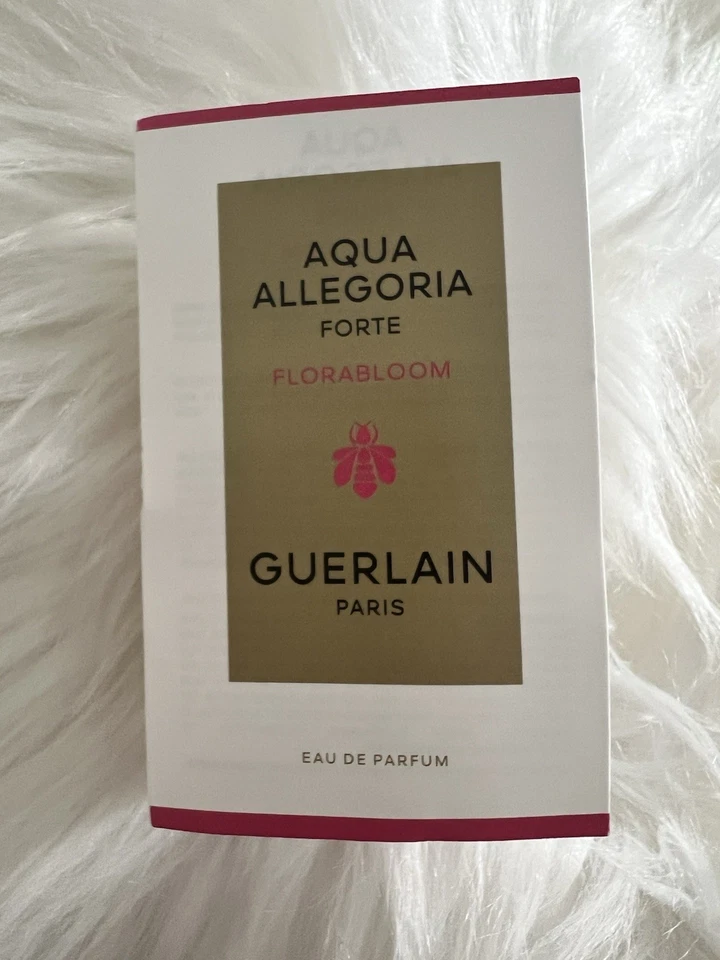 AQUA
ALLEGORIA
FORTE
FLORABLOOM
GUERLAIN
PARIS
EAU DE PARFUM